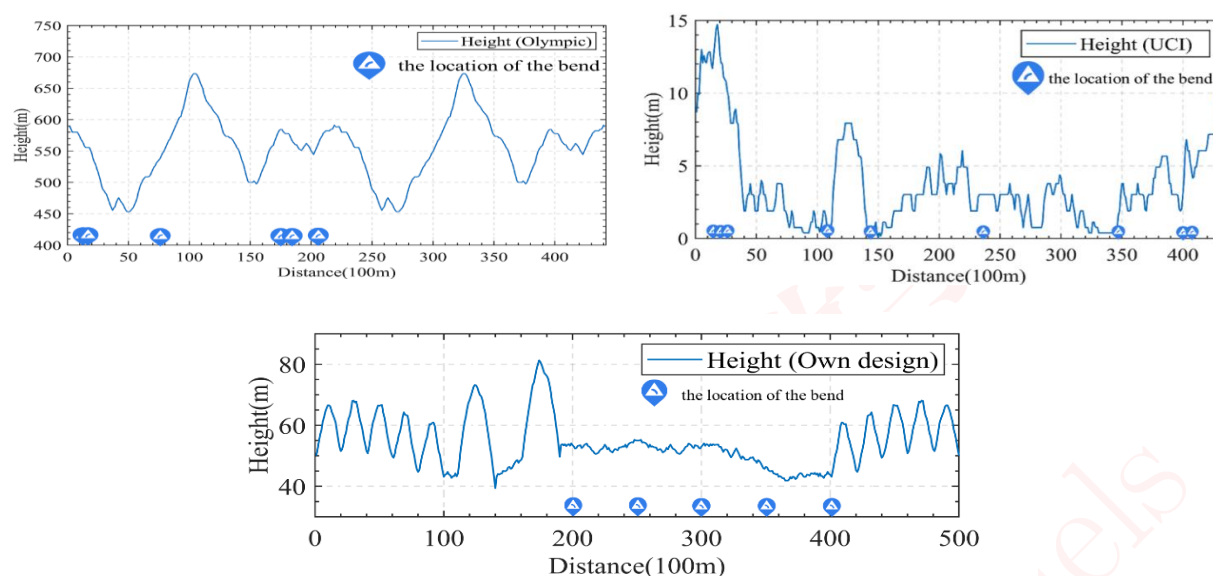 750
700
650
600
550
500
450
400
Height(m)
Height (Olympic)
the location of the bend
0 50 100 150 200 250 300 350 400
Distance(100m)
15
10
5
0
Height(m)
Height (UCI)
the location of the bend
0 50 100 150 200 250 300 350 400
Distance(100m)
80
60
40
Height(m)
Height (Own design)
the location of the bend
0 100 200 300 400 500
Distance(100m)
els